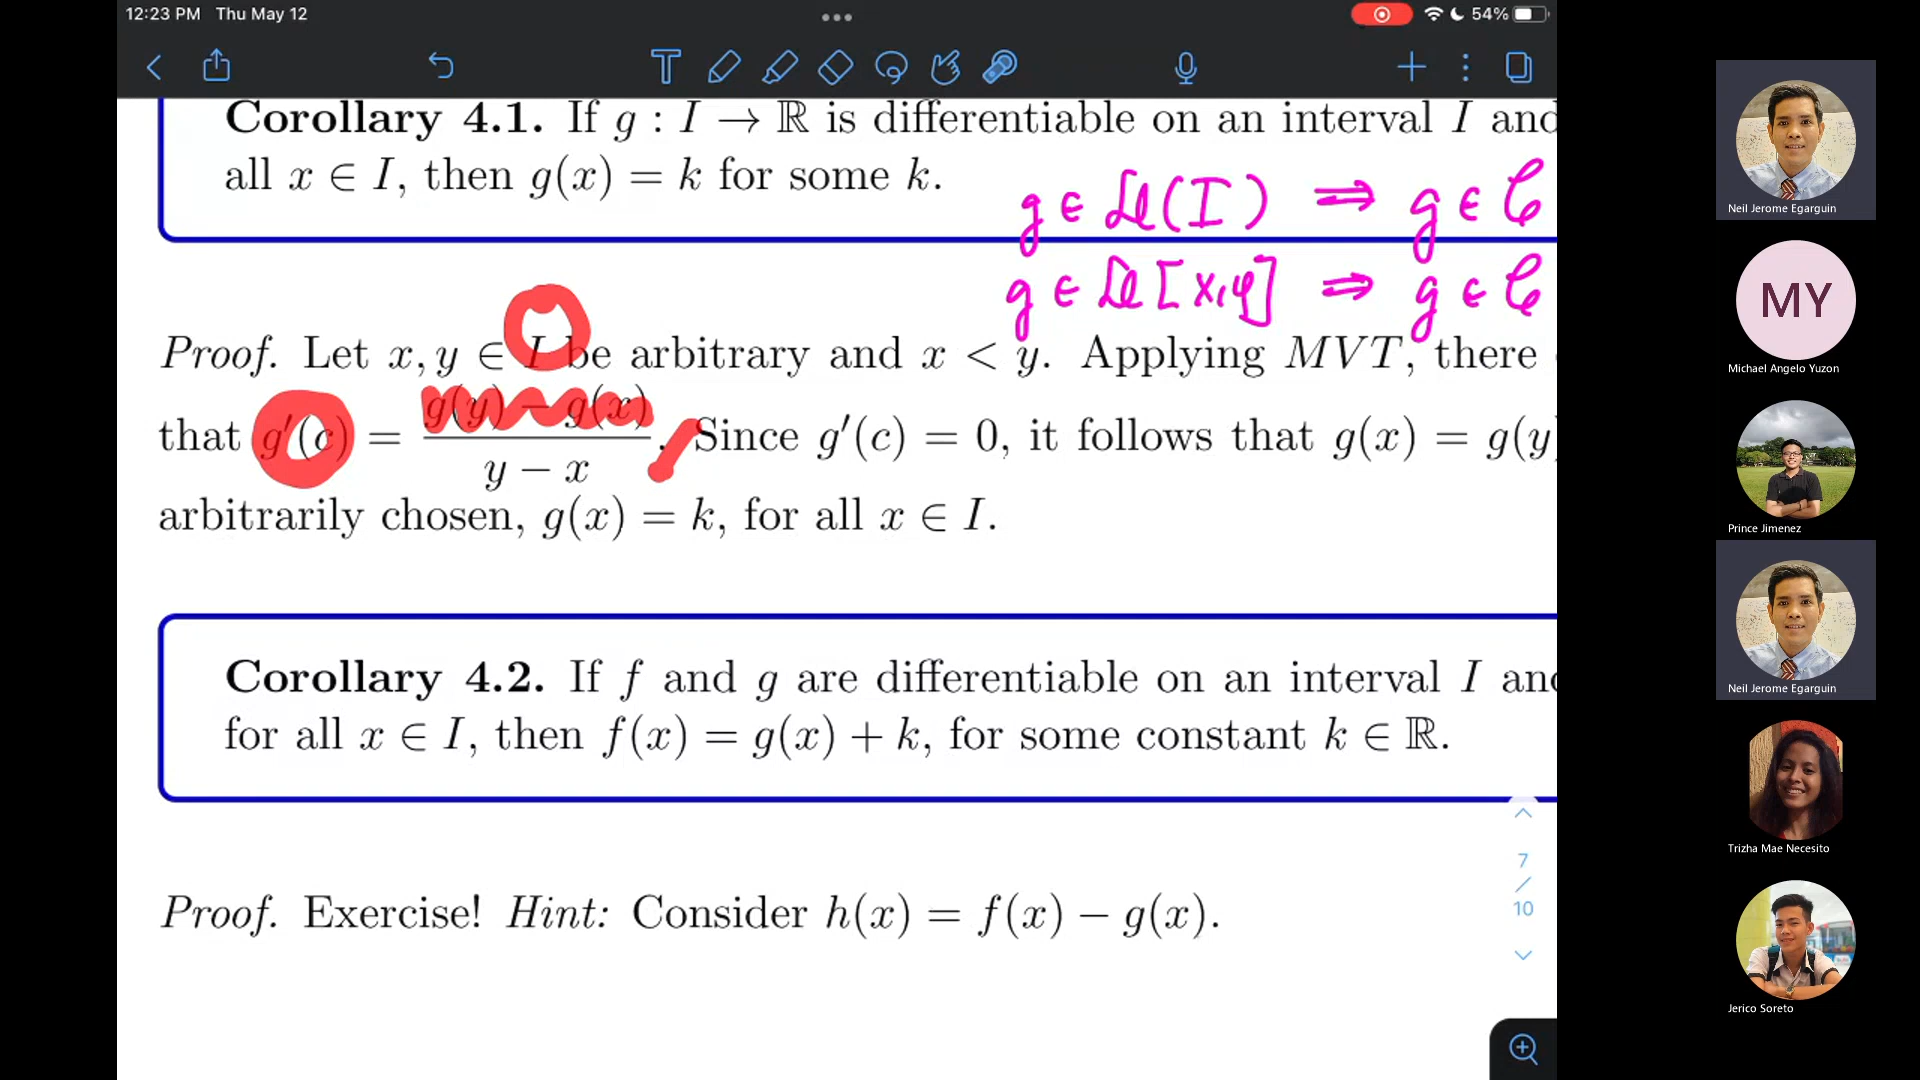 12:23 PM Thu May 12
54%
Corollary 4.1. If g : I → ℝ is differentiable on an interval I and
all x ∈ I, then g(x) = k for some k.
g ∈ 𝒟(I) ⇒ g ∈ 𝒞
g ∈ 𝒟[x,y] ⇒ g ∈ 𝒞
Proof. Let x, y ∈ I be arbitrary and x < y. Applying MVT, there
that g′(c) = g(y) − g(x) / y − x. Since g′(c) = 0, it follows that g(x) = g(y)
arbitrarily chosen, g(x) = k, for all x ∈ I.
Corollary 4.2. If f and g are differentiable on an interval I and
for all x ∈ I, then f(x) = g(x) + k, for some constant k ∈ ℝ.
Proof. Exercise! Hint: Consider h(x) = f(x) − g(x).
7
/
10
Neil Jerome Egarguin
MY
Michael Angelo Yuzon
Prince Jimenez
Neil Jerome Egarguin
Trizha Mae Necesito
Jerico Soreto